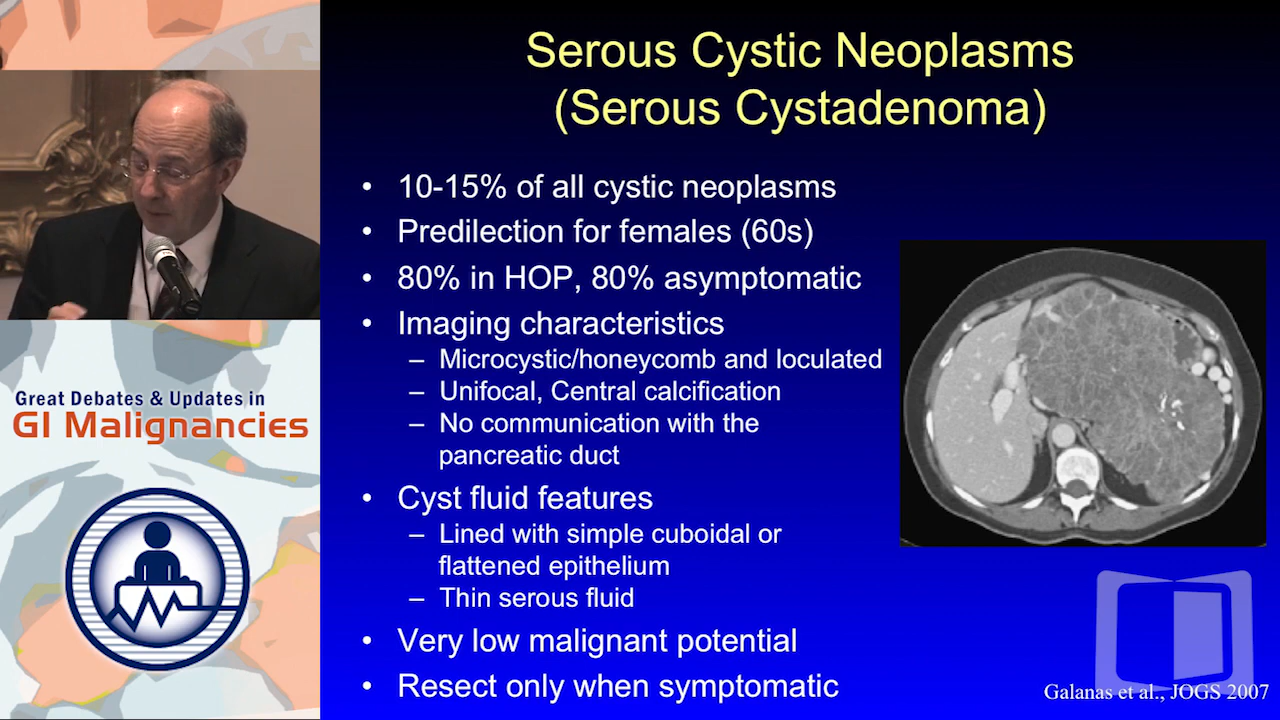 Serous Cystic Neoplasms
(Serous Cystadenoma)
• 10-15% of all cystic neoplasms
• Predilection for females (60s)
• 80% in HOP, 80% asymptomatic
• Imaging characteristics
– Microcystic/honeycomb and loculated
– Unifocal, Central calcification
– No communication with the
pancreatic duct
• Cyst fluid features
– Lined with simple cuboidal or
flattened epithelium
– Thin serous fluid
• Very low malignant potential
• Resect only when symptomatic
Galanas et al., JOGS 2007
Great Debates & Updates in
GI Malignancies